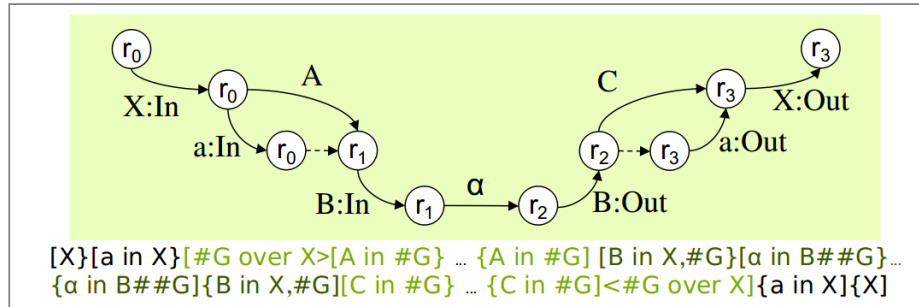 r0 r3
A C
r0 r3 X:Out
X:In
a:In r0 r1 r2 r3 a:Out
B:In r1 α r2 B:Out
[X}[a in X}[#G over X>[A in #G} ... {A in #G] [B in X,#G}[α in B##G}...
{α in B##G]{B in X,#G][C in #G} ... {C in #G]<#G over X]{a in X]{X]